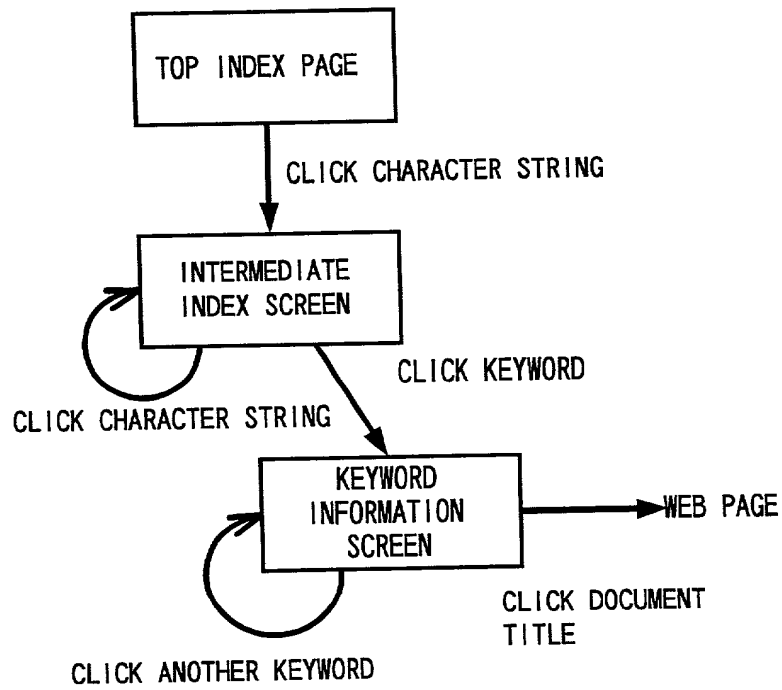 TOP INDEX PAGE
CLICK CHARACTER STRING
INTERMEDIATE
INDEX SCREEN
CLICK KEYWORD
CLICK CHARACTER STRING
KEYWORD
INFORMATION
SCREEN
WEB PAGE
CLICK DOCUMENT
TITLE
CLICK ANOTHER KEYWORD